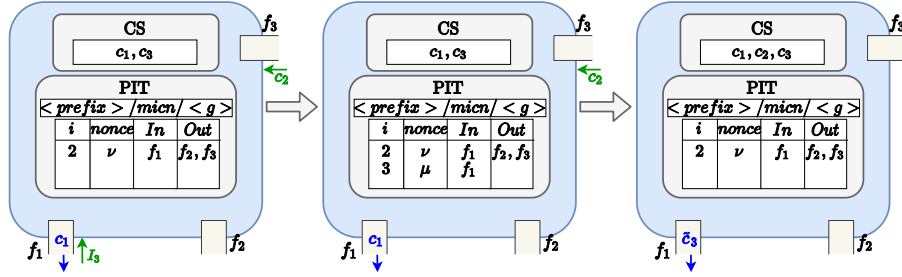 CS
c₁, c₃
f₃
c₂
PIT
< prefix > /micn/ < g >
i nonce In Out
2 ν f₁ f₂, f₃
f₁
c₁
I₃
f₂
CS
c₁, c₃
f₃
c₂
PIT
< prefix > /micn/ < g >
i nonce In Out
2 ν f₁ f₂, f₃
3 μ f₁
f₁
c₁
f₂
CS
c₁, c₂, c₃
f₃
PIT
< prefix > /micn/ < g >
i nonce In Out
2 ν f₁ f₂, f₃
f₁
c̃₃
f₂